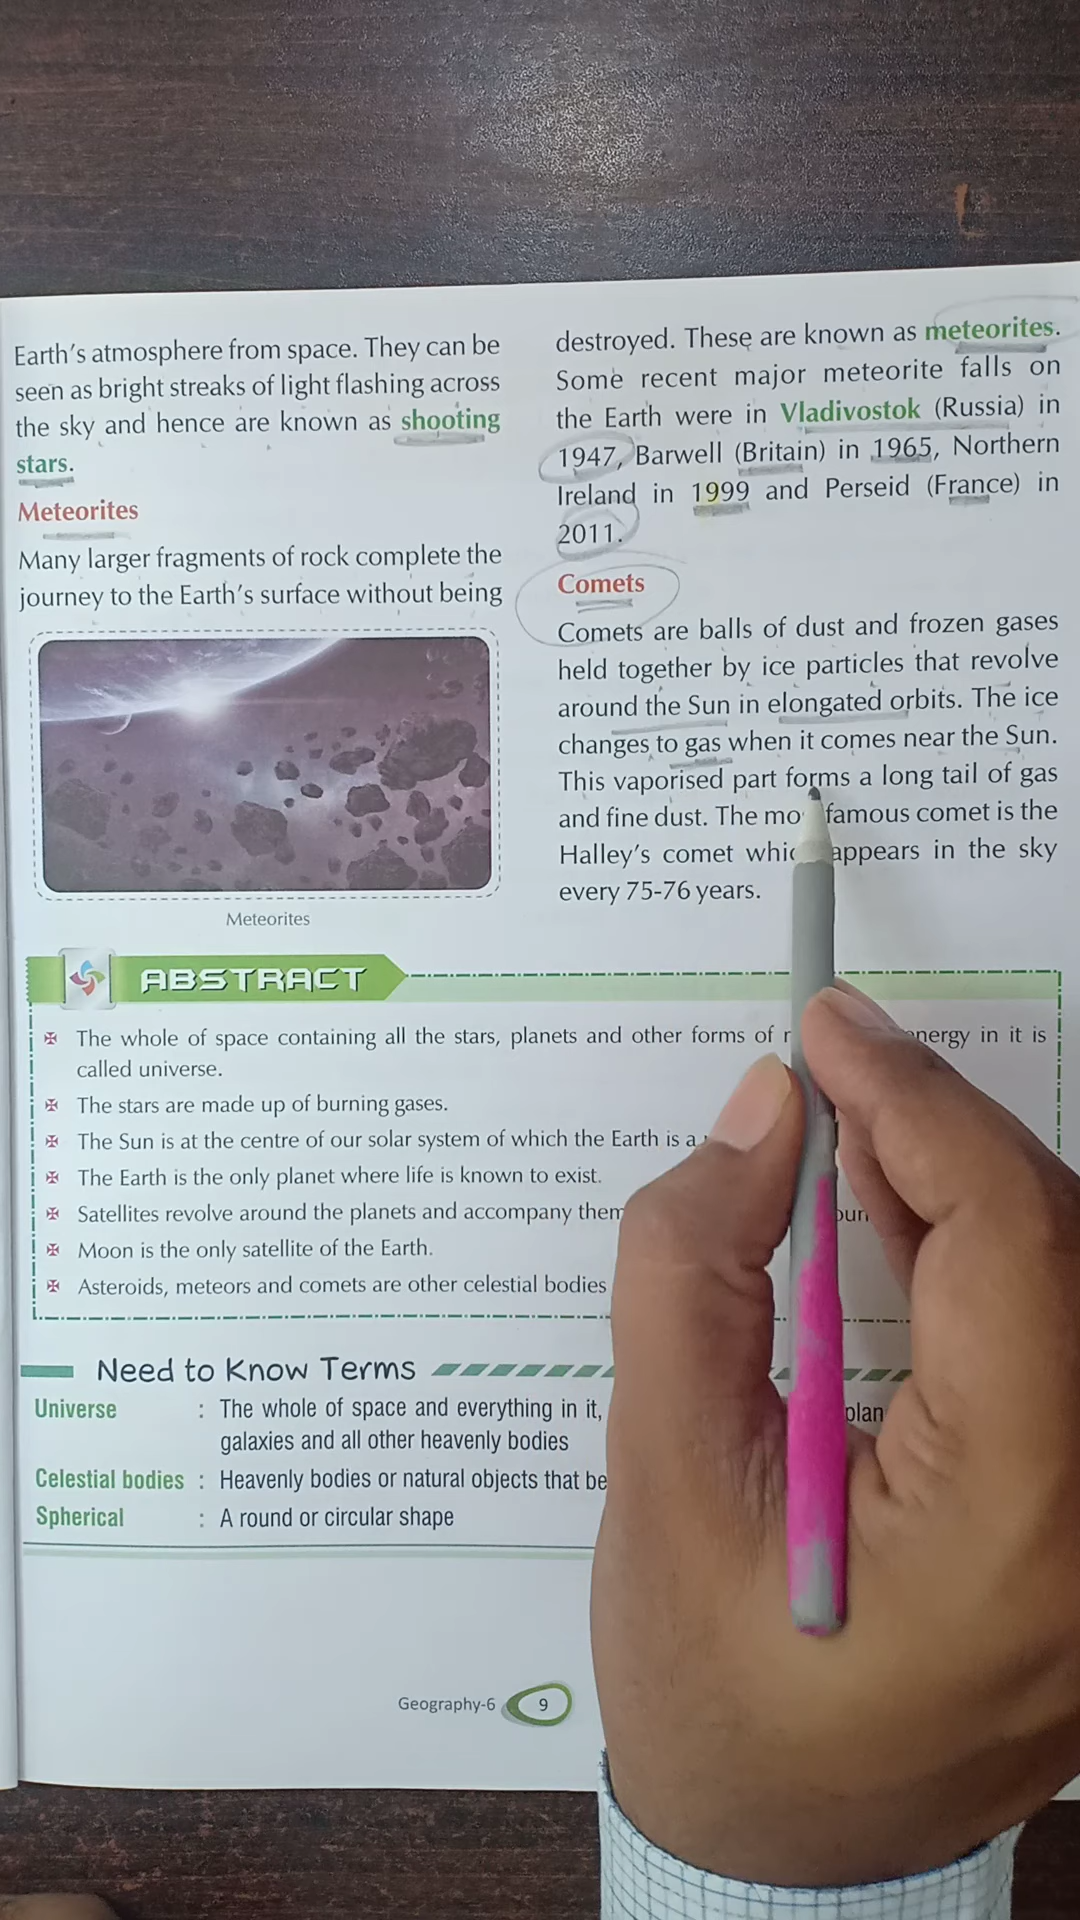 Earth's atmosphere from space. They can be
seen as bright streaks of light flashing across
the sky and hence are known as shooting
stars.
Meteorites
Many larger fragments of rock complete the
journey to the Earth's surface without being
Meteorites
destroyed. These are known as meteorites.
Some recent major meteorite falls on
the Earth were in Vladivostok (Russia) in
1947, Barwell (Britain) in 1965, Northern
Ireland in 1999 and Perseid (France) in
2011.
Comets
Comets are balls of dust and frozen gases
held together by ice particles that revolve
around the Sun in elongated orbits. The ice
changes to gas when it comes near the Sun.
This vaporised part forms a long tail of gas
and fine dust. The famous comet is the
Halley's comet appears in the sky
every 75-76 years.
ABSTRACT
The whole of space containing all the stars, planets and other forms of in it is
called universe.
The stars are made up of burning gases.
The Sun is at the centre of our solar system of which the Earth is a
The Earth is the only planet where life is known to exist.
Satellites revolve around the planets and accompany
Moon is the only satellite of the Earth.
Asteroids, meteors and comets are other celestial bodies
Need to Know Terms
Universe : The whole of space and everything in it,
galaxies and all other heavenly bodies
Celestial bodies : Heavenly bodies or natural objects that
Spherical : A round or circular shape
Geography-6 9